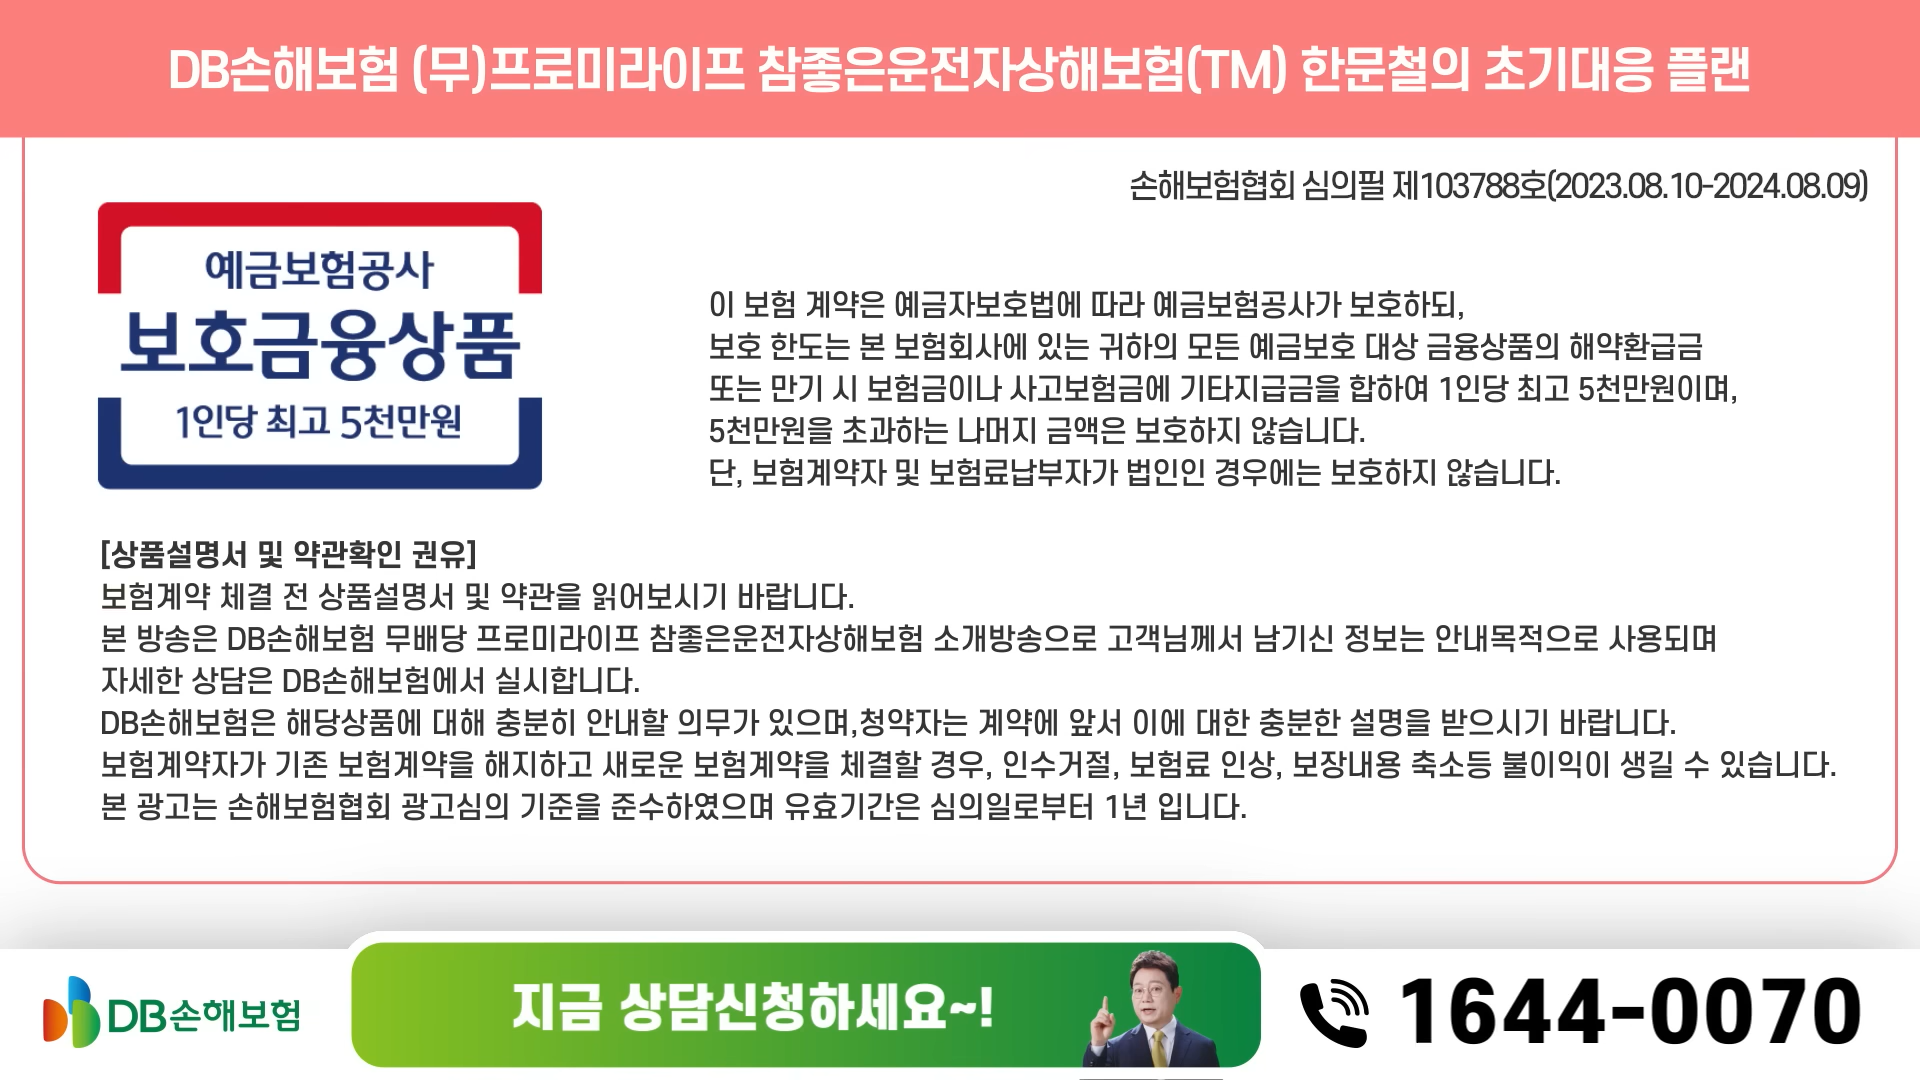 DB손해보험 (무)프로미라이프 참좋은운전자상해보험(TM) 한문철의 초기대응 플랜
손해보험협회 심의필 제103788호(2023.08.10-2024.08.09)
예금보험공사
보호금융상품
1인당 최고 5천만원
이 보험 계약은 예금자보호법에 따라 예금보험공사가 보호하되,
보호 한도는 본 보험회사에 있는 귀하의 모든 예금보호 대상 금융상품의 해약환급금
또는 만기 시 보험금이나 사고보험금에 기타지급금을 합하여 1인당 최고 5천만원이며,
5천만원을 초과하는 나머지 금액은 보호하지 않습니다.
단, 보험계약자 및 보험료납부자가 법인인 경우에는 보호하지 않습니다.
[상품설명서 및 약관확인 권유]
보험계약 체결 전 상품설명서 및 약관을 읽어보시기 바랍니다.
본 방송은 DB손해보험 무배당 프로미라이프 참좋은운전자상해보험 소개방송으로 고객님께서 남기신 정보는 안내목적으로 사용되며
자세한 상담은 DB손해보험에서 실시합니다.
DB손해보험은 해당상품에 대해 충분히 안내할 의무가 있으며,청약자는 계약에 앞서 이에 대한 충분한 설명을 받으시기 바랍니다.
보험계약자가 기존 보험계약을 해지하고 새로운 보험계약을 체결할 경우, 인수거절, 보험료 인상, 보장내용 축소등 불이익이 생길 수 있습니다.
본 광고는 손해보험협회 광고심의 기준을 준수하였으며 유효기간은 심의일로부터 1년 입니다.
DB손해보험
지금 상담신청하세요~!
1644-0070